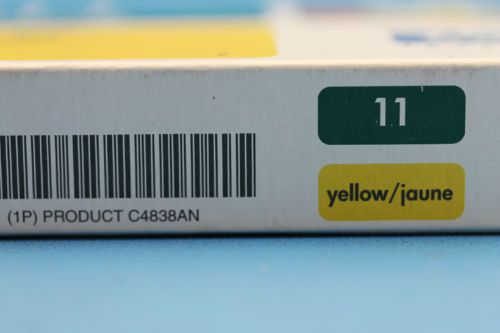 11
yellow/jaune
(1P) PRODUCT C4838AN